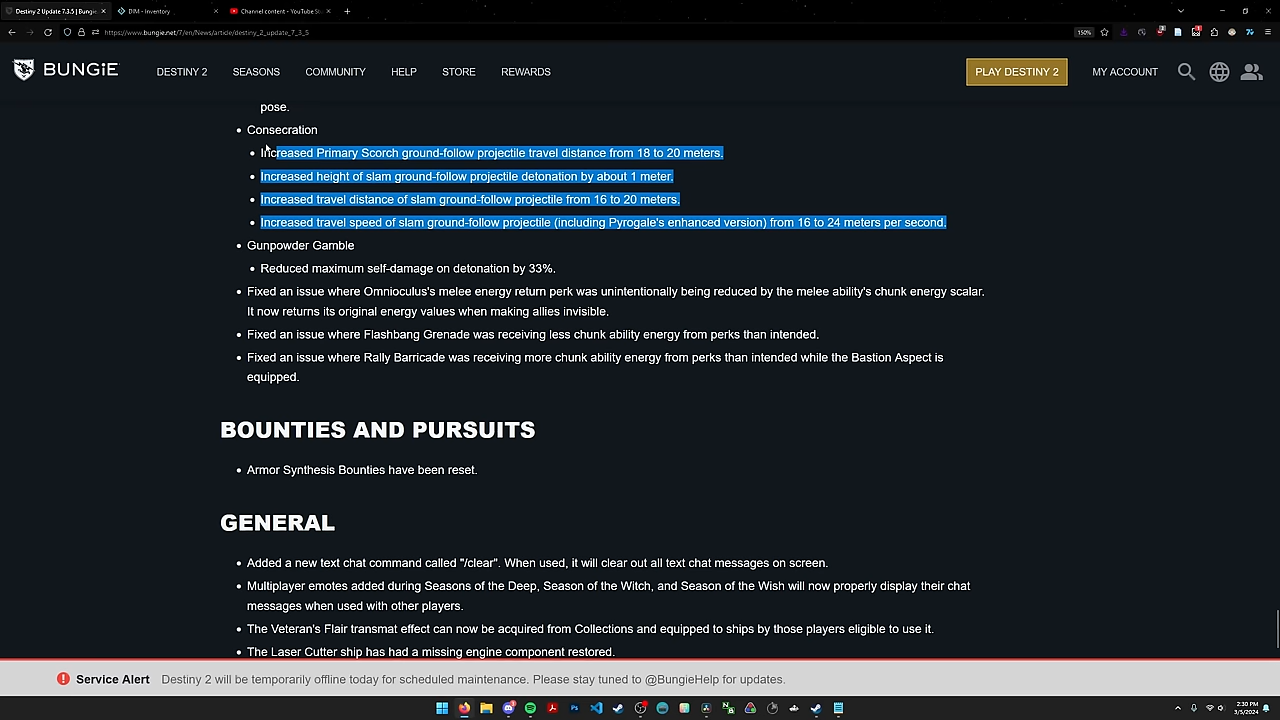 Destiny 2 Update 7.3.5 | Bungie
DIM - Inventory
Channel content - YouTube St
https://www.bungie.net/7/en/News/article/destiny_2_update_7_3_5
150%
BUNGiE
DESTINY 2
SEASONS
COMMUNITY
HELP
STORE
REWARDS
PLAY DESTINY 2
MY ACCOUNT
pose.
Consecration
Increased Primary Scorch ground-follow projectile travel distance from 18 to 20 meters.
Increased height of slam ground-follow projectile detonation by about 1 meter.
Increased travel distance of slam ground-follow projectile from 16 to 20 meters.
Increased travel speed of slam ground-follow projectile (including Pyrogale's enhanced version) from 16 to 24 meters per second.
Gunpowder Gamble
Reduced maximum self-damage on detonation by 33%.
Fixed an issue where Omnioculus's melee energy return perk was unintentionally being reduced by the melee ability's chunk energy scalar.
It now returns its original energy values when making allies invisible.
Fixed an issue where Flashbang Grenade was receiving less chunk ability energy from perks than intended.
Fixed an issue where Rally Barricade was receiving more chunk ability energy from perks than intended while the Bastion Aspect is
equipped.
BOUNTIES AND PURSUITS
Armor Synthesis Bounties have been reset.
GENERAL
Added a new text chat command called "/clear". When used, it will clear out all text chat messages on screen.
Multiplayer emotes added during Seasons of the Deep, Season of the Witch, and Season of the Wish will now properly display their chat
messages when used with other players.
The Veteran's Flair transmat effect can now be acquired from Collections and equipped to ships by those players eligible to use it.
The Laser Cutter ship has had a missing engine component restored.
Service Alert
Destiny 2 will be temporarily offline today for scheduled maintenance. Please stay tuned to @BungieHelp for updates.
2:30 PM
3/5/2024